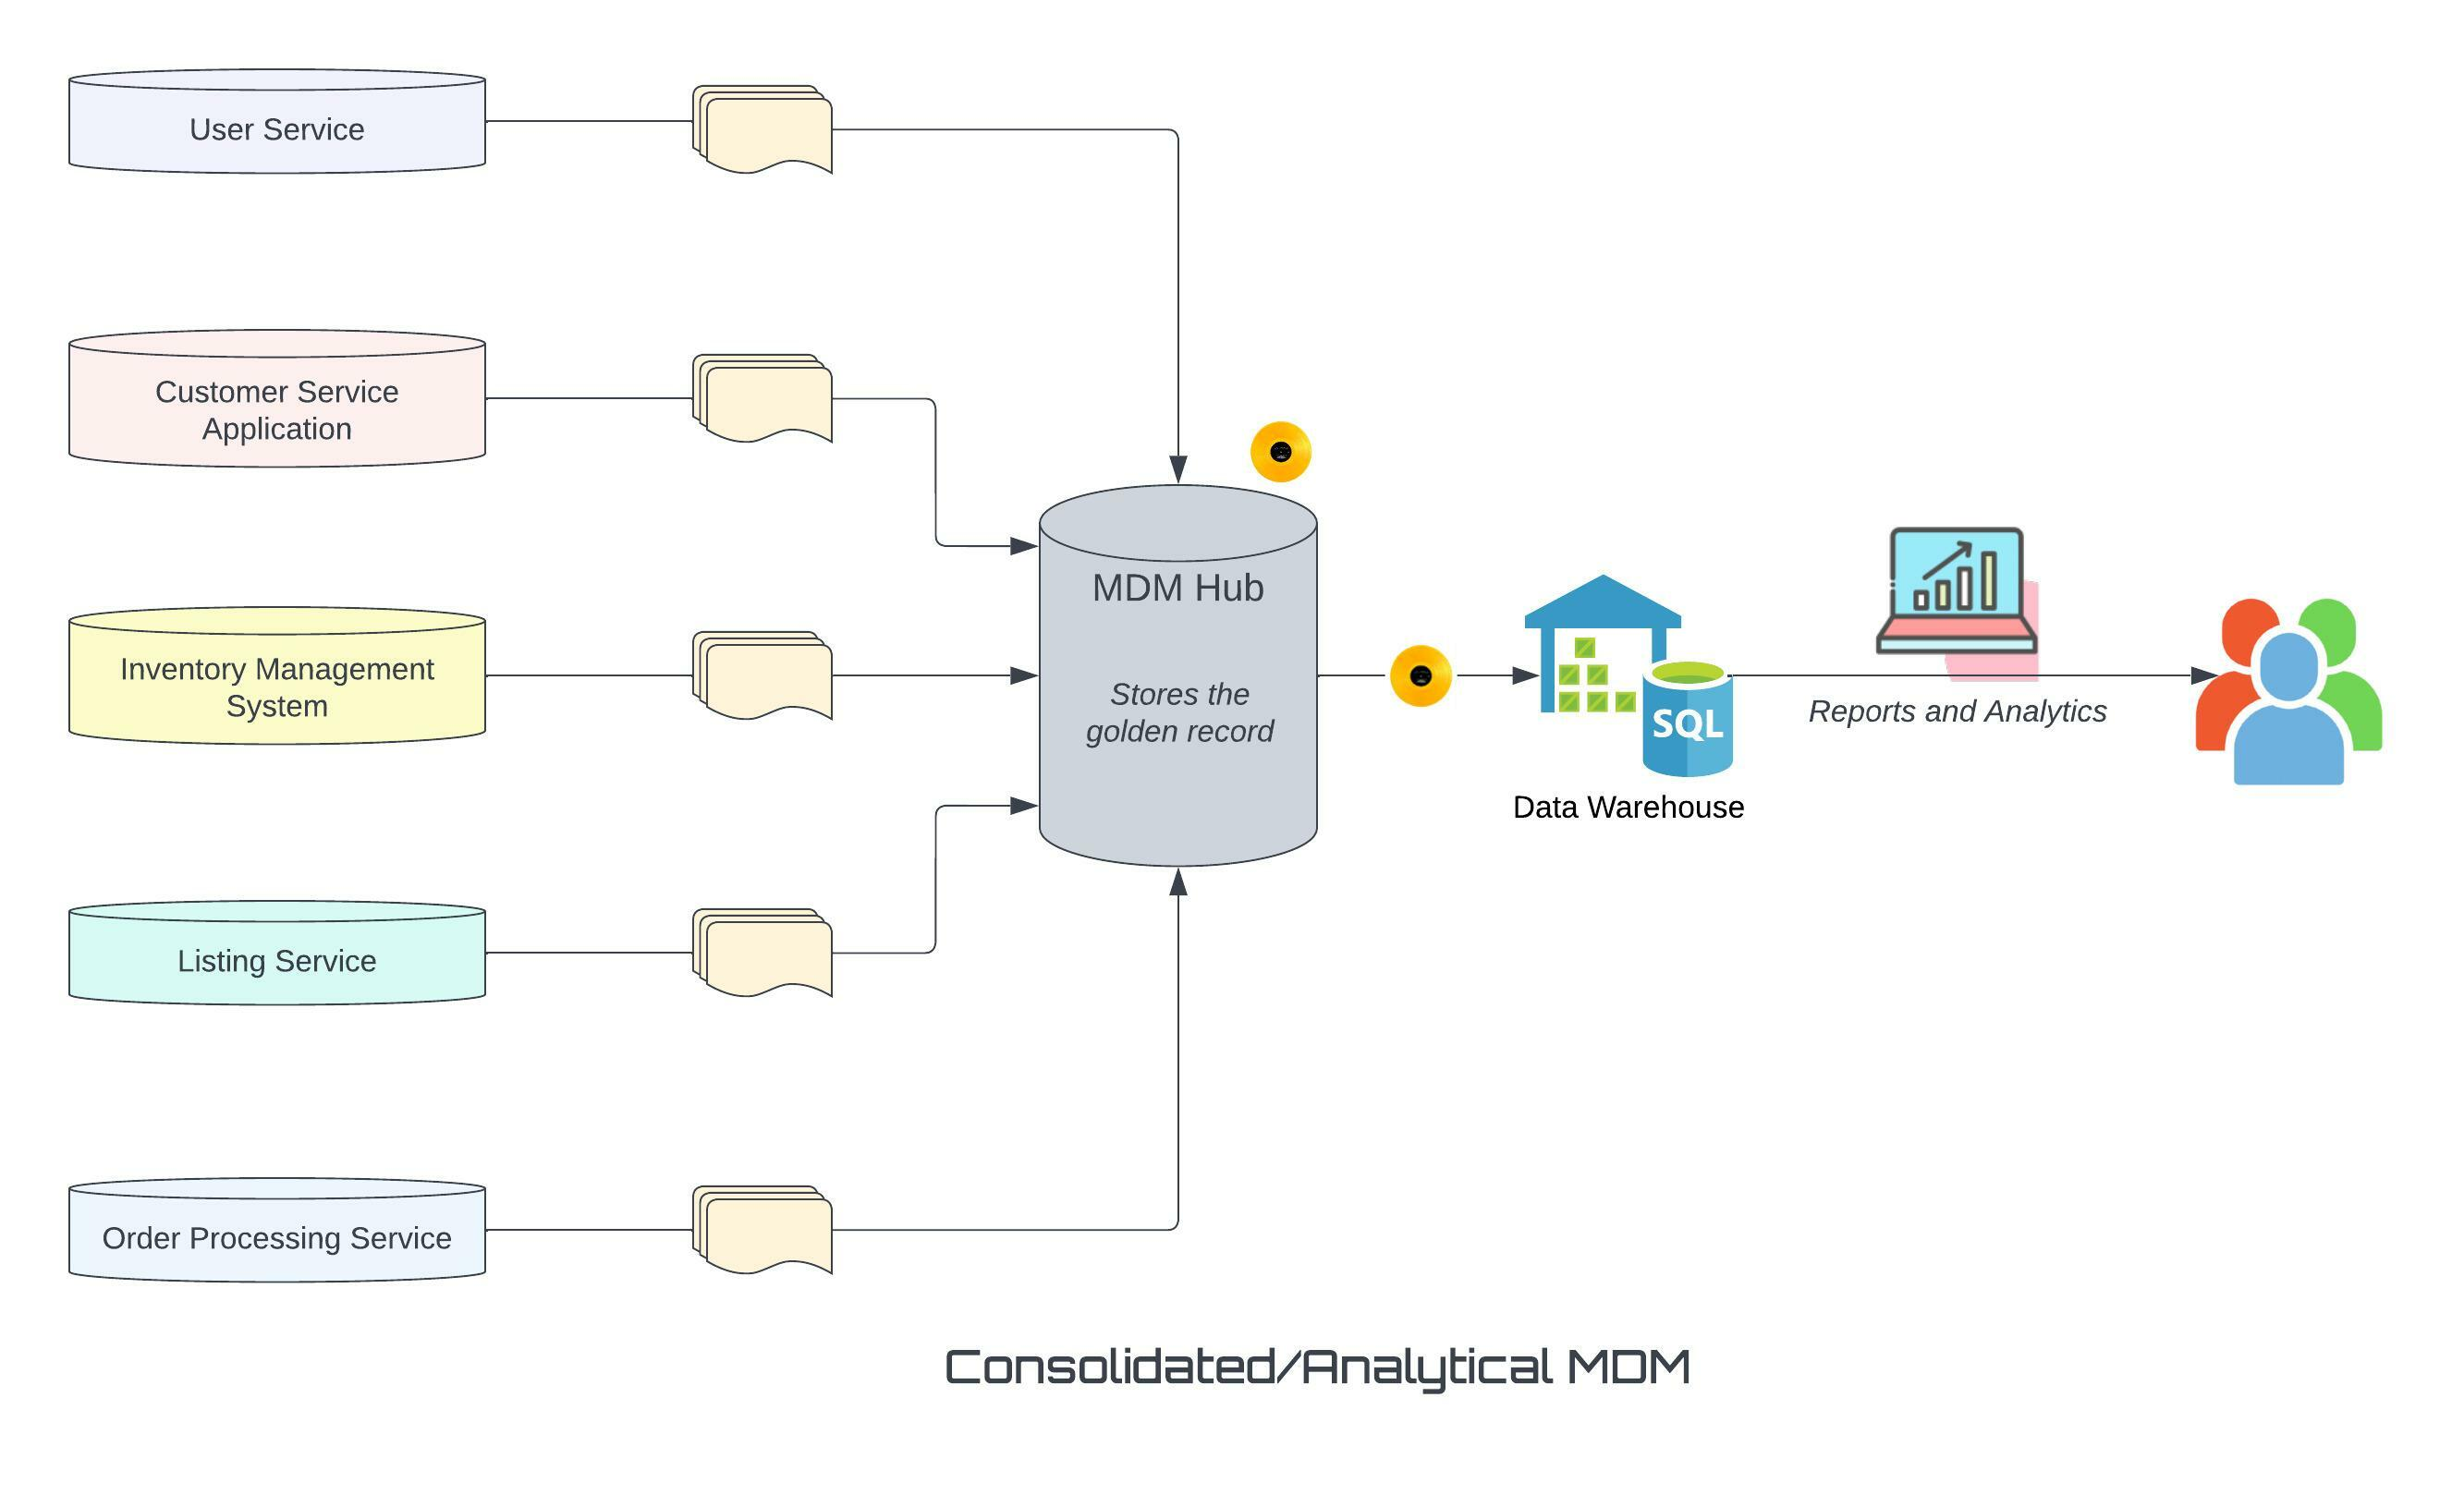 User Service
Customer Service
Application
MDM Hub
Inventory Management
System
Stores the
golden record
Reports and Analytics
SQL
Data Warehouse
Listing Service
Order Processing Service
Consolidated/Analytical MDM